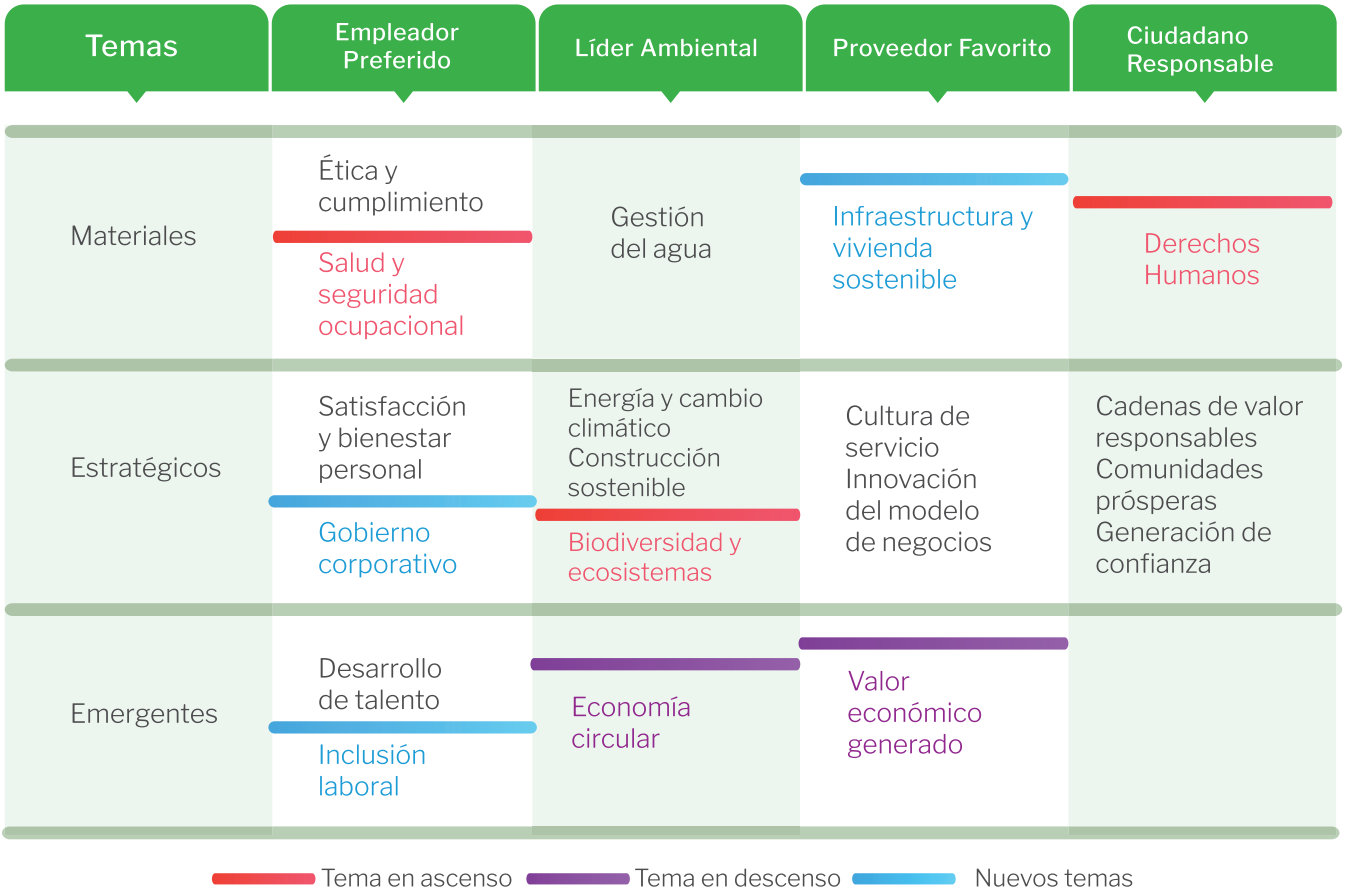 Temas
Empleador
Preferido
Líder Ambiental
Proveedor Favorito
Ciudadano
Responsable
Materiales
Ética y
cumplimiento
Salud y
seguridad
ocupacional
Gestión
del agua
Infraestructura y
vivienda
sostenible
Derechos
Humanos
Estratégicos
Satisfacción
y bienestar
personal
Gobierno
corporativo
Energía y cambio
climático
Construcción
sostenible
Biodiversidad y
ecosistemas
Cultura de
servicio
Innovación
del modelo
de negocios
Cadenas de valor
responsables
Comunidades
prósperas
Generación de
confianza
Emergentes
Desarrollo
de talento
Inclusión
laboral
Economía
circular
Valor
económico
generado
Tema en ascenso
Tema en descenso
Nuevos temas